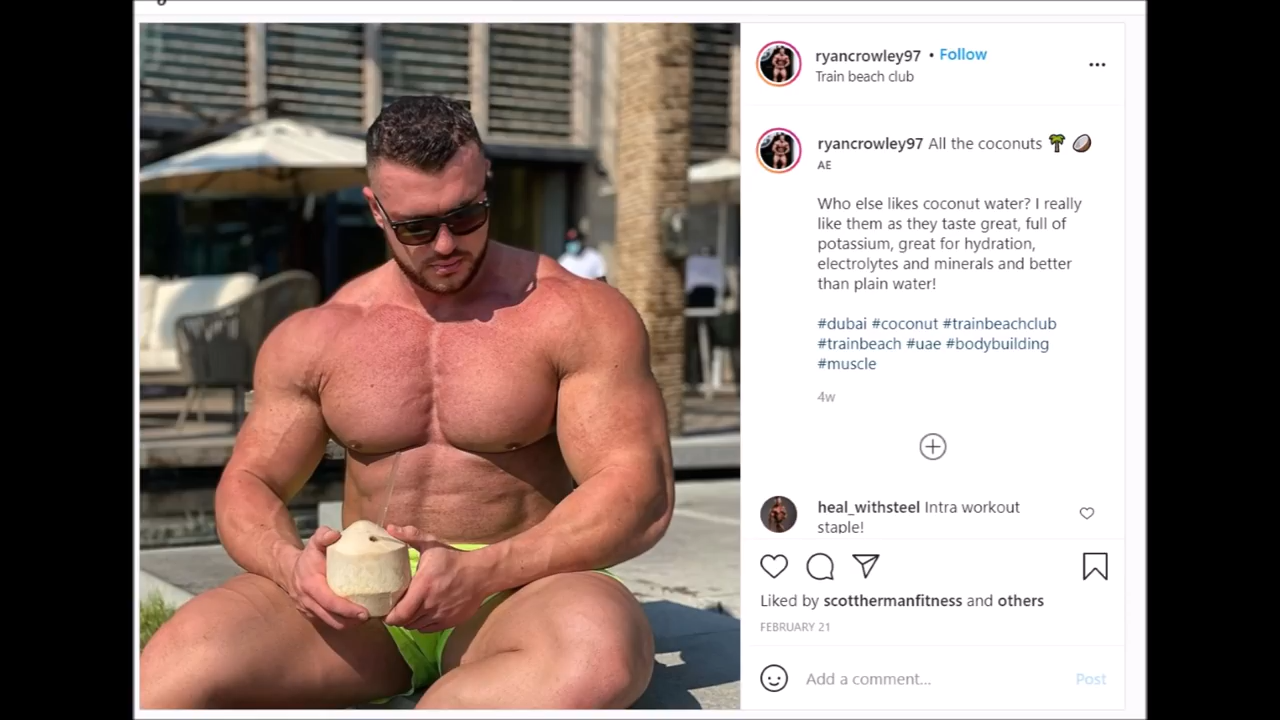 ryancrowley97 • Follow
Train beach club
ryancrowley97 All the coconuts 🌴 🥥
AE
Who else likes coconut water? I really
like them as they taste great, full of
potassium, great for hydration,
electrolytes and minerals and better
than plain water!
#dubai #coconut #trainbeachclub
#trainbeach #uae #bodybuilding
#muscle
4w
heal_withsteel Intra workout
staple!
Liked by scotthermanfitness and others
FEBRUARY 21
Add a comment... Post